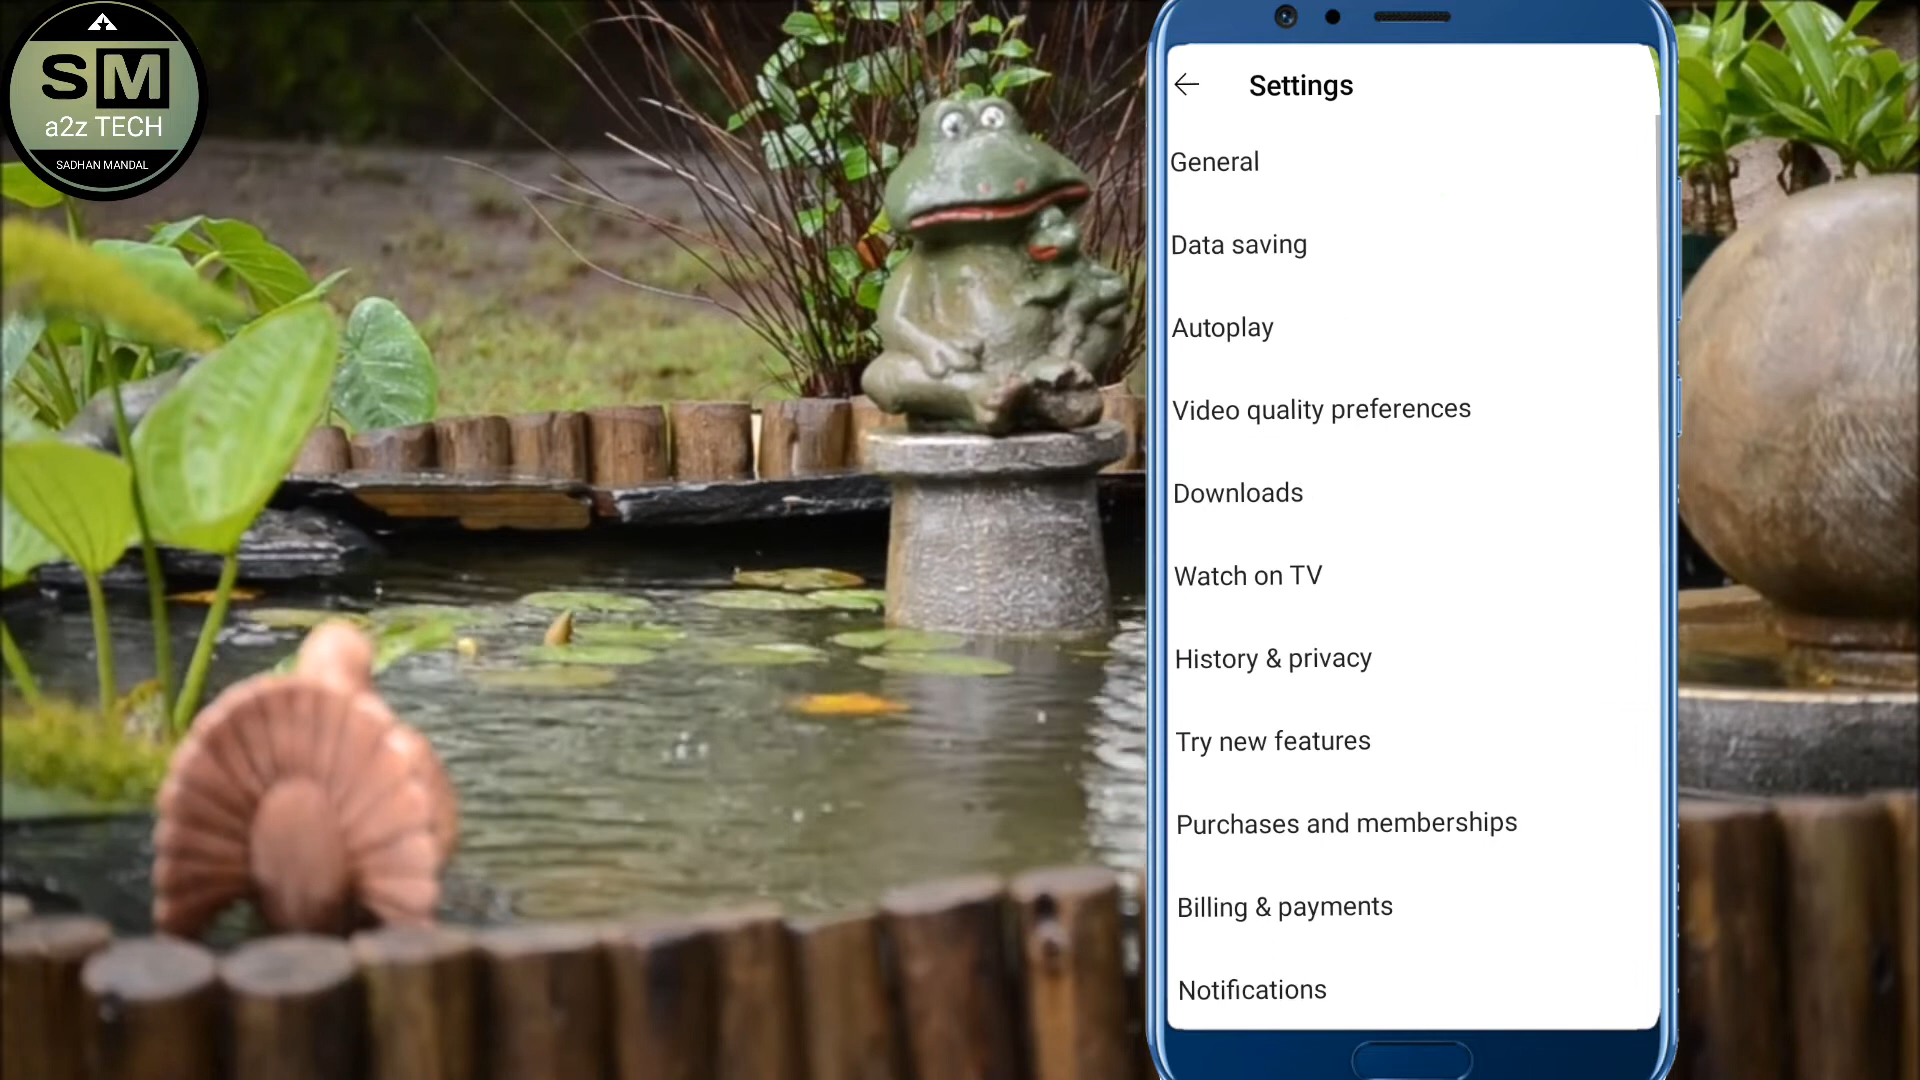 SM
a2z TECH
SADHAN MANDAL
Settings
General
Data saving
Autoplay
Video quality preferences
Downloads
Watch on TV
History & privacy
Try new features
Purchases and memberships
Billing & payments
Notifications